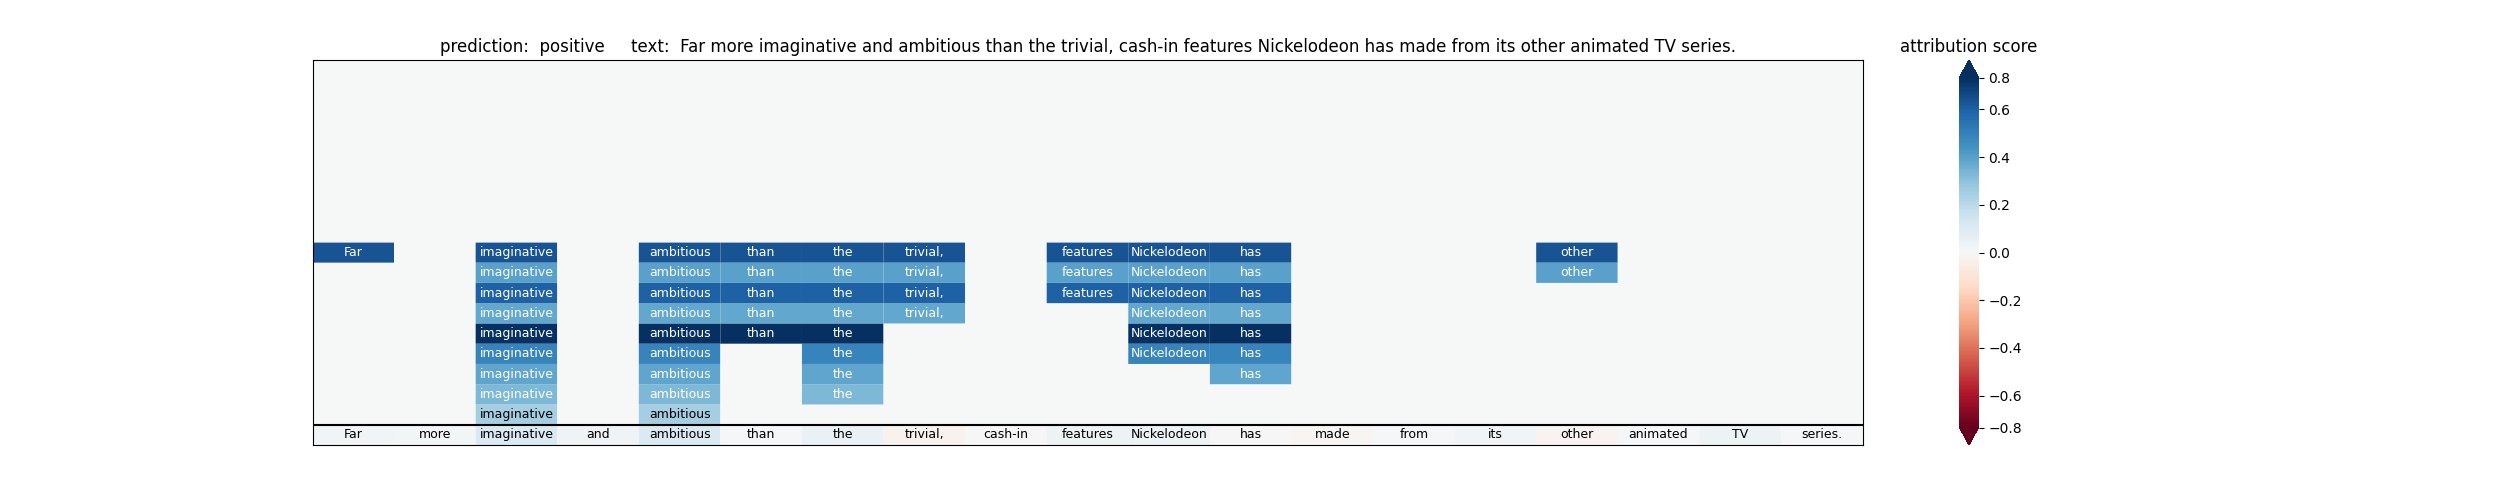 prediction: positive text: Far more imaginative and ambitious than the trivial, cash-in features Nickelodeon has made from its other animated TV series.
attribution score
Far imaginative ambitious than the trivial, features Nickelodeon has other
imaginative ambitious than the trivial, features Nickelodeon has other
imaginative ambitious than the trivial, features Nickelodeon has
imaginative ambitious than the trivial, Nickelodeon has
imaginative ambitious than the Nickelodeon has
imaginative ambitious the Nickelodeon has
imaginative ambitious the has
imaginative ambitious the
imaginative ambitious
Far more imaginative and ambitious than the trivial, cash-in features Nickelodeon has made from its other animated TV series.
0.8
0.6
0.4
0.2
0.0
−0.2
−0.4
−0.6
−0.8